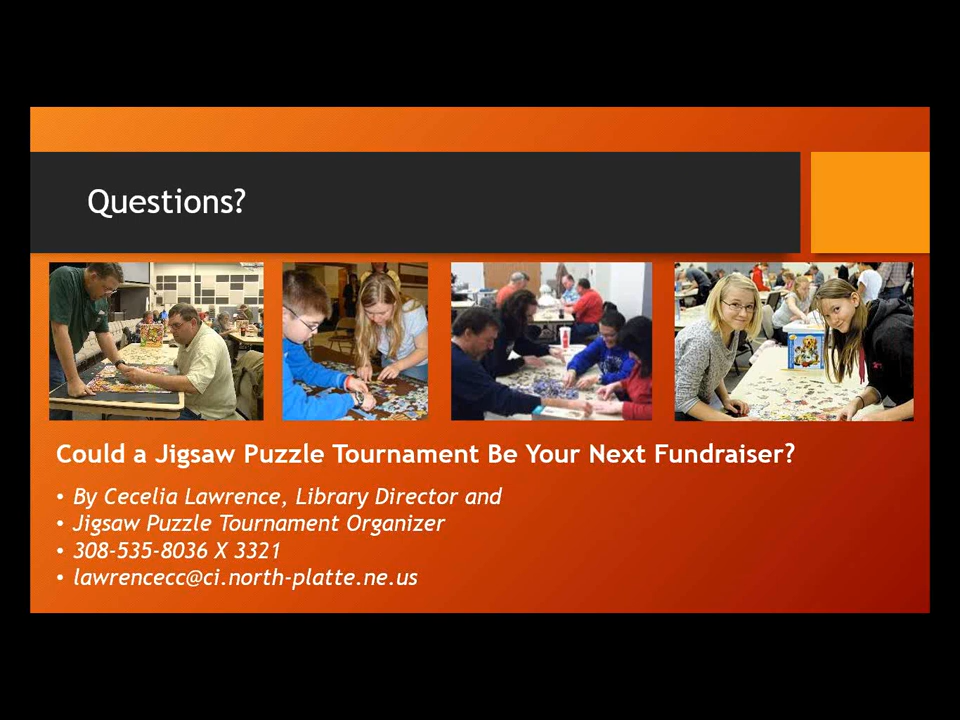 Questions?
Could a Jigsaw Puzzle Tournament Be Your Next Fundraiser?
• By Cecelia Lawrence, Library Director and
• Jigsaw Puzzle Tournament Organizer
• 308-535-8036 X 3321
• lawrencecc@ci.north-platte.ne.us